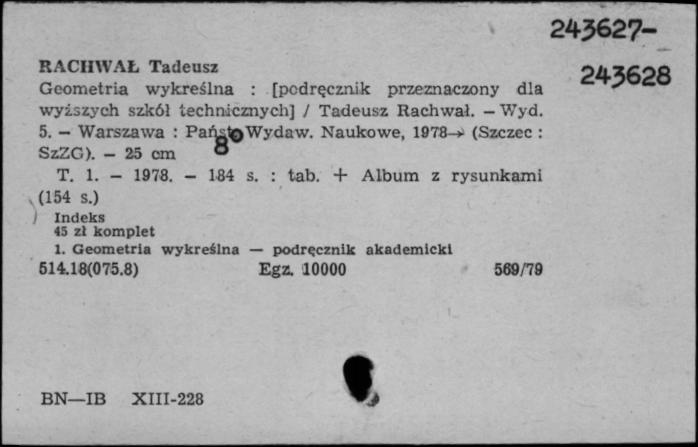 243627-
243628
RACHWAŁ Tadeusz
Geometria wykreślna : [podręcznik przeznaczony dla
wyższych szkół technicznych] / Tadeusz Rachwał. – Wyd.
5. – Warszawa : Państ. Wydaw. Naukowe, 1978→ (Szczec :
SzZG). – 25 cm
8°
T. 1. – 1978. – 184 s. : tab. + Album z rysunkami
(154 s.)
Indeks
45 zł komplet
1. Geometria wykreślna — podręcznik akademicki
514.18(075.8) Egz. 10000 569/79
BN—IB XIII-228